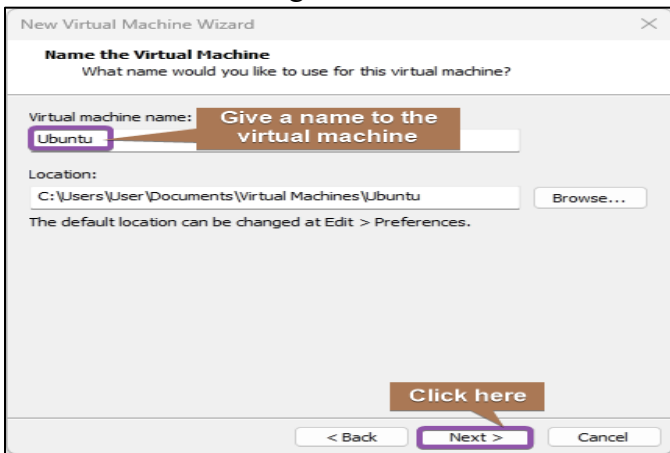 New Virtual Machine Wizard
Name the Virtual Machine
What name would you like to use for this virtual machine?
Virtual machine name:
Give a name to the
virtual machine
Ubuntu
Location:
C:\Users\User\Documents\Virtual Machines\Ubuntu
Browse...
The default location can be changed at Edit > Preferences.
Click here
< Back
Next >
Cancel